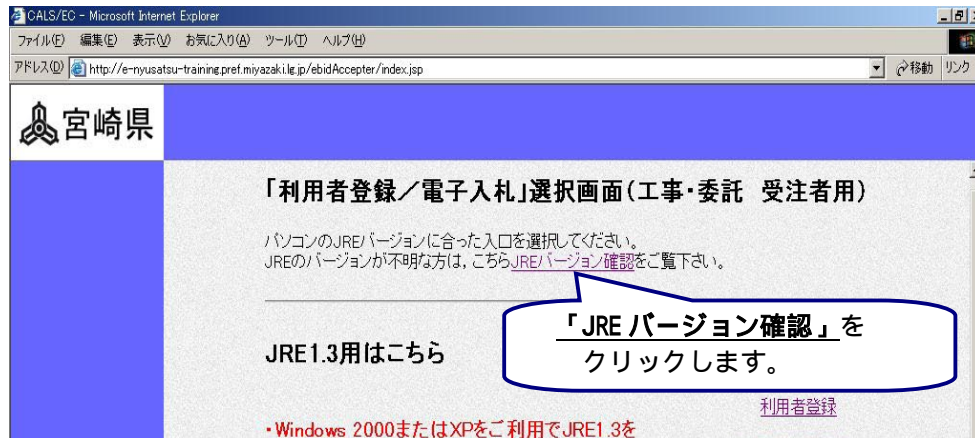 CALS/EC - Microsoft Internet Explorer
ファイル(F) 編集(E) 表示(V) お気に入り(A) ツール(T) ヘルプ(H)
アドレス(D) http://e-nyusatsu-training.pref.miyazaki.lg.jp/ebidAccepter/index.jsp 移動 リンク
宮崎県
「利用者登録／電子入札」選択画面(工事・委託 受注者用)
パソコンのJREバージョンに合った入口を選択してください。
JREのバージョンが不明な方は，こちらJREバージョン確認をご覧下さい。
「JRE バージョン確認」を
クリックします。
JRE1.3用はこちら
利用者登録
・Windows 2000またはXPをご利用でJRE1.3を